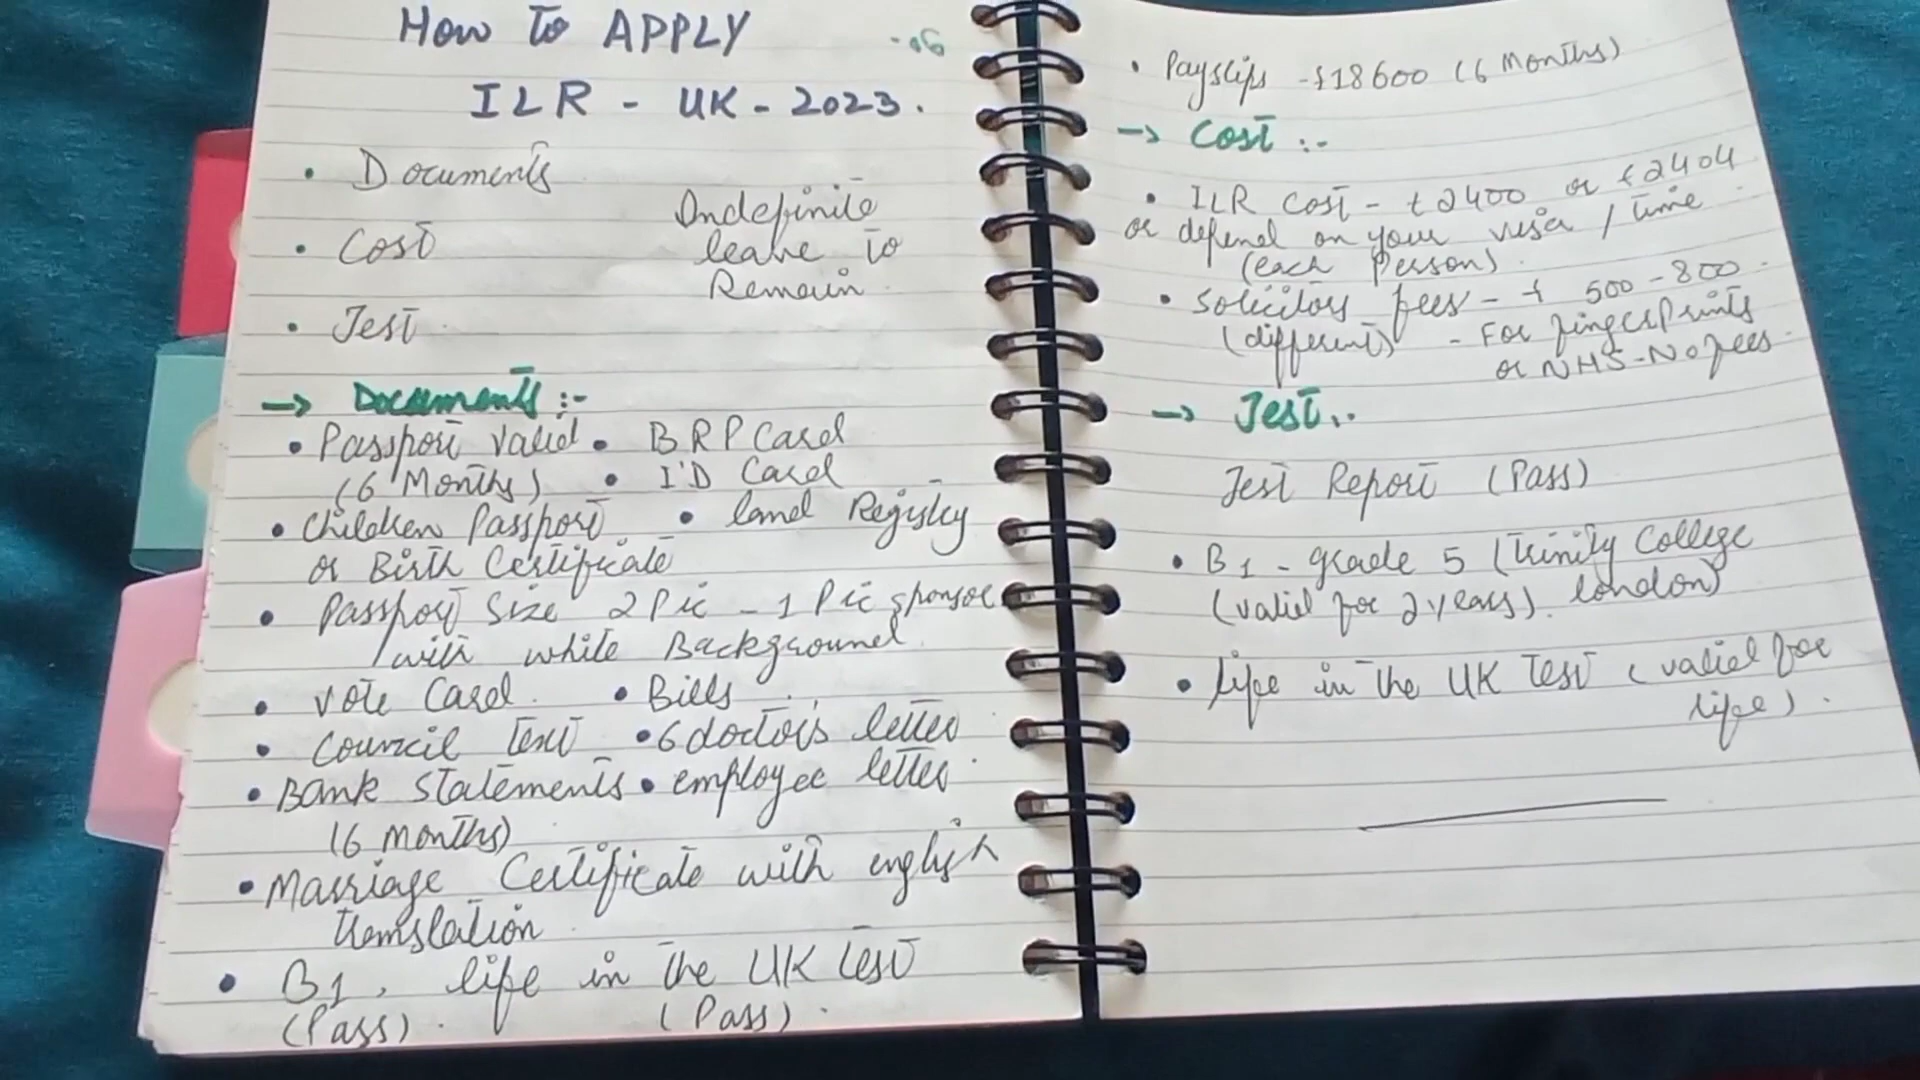 How to APPLY
ILR - UK - 2023.
• Documents
Indefinite
leave to
Remain
• Cost
• Test
→ Documents :-
• Passport valid • BRP Card
(6 Months) • I'D Card
• Children Passport • land Registry
or Birth Certificate
• Passport Size 2 Pic - 1 Pic sponsor
with white Background
• Vote Card • Bills
• Council Text • 6 doctor's letter
• Bank statements • employee letter
(6 months)
• Marriage Certificate with english
translation
• B1, life in the UK test
(Pass). (Pass).
• Payslips - £18600 (6 Months)
→ Cost :-
• ILR cost - £2400 or £2404
or depend on your visa / time
(each person)
• Solicitors fees - £ 500 - 800
(different) - For fingerprints
or NHS - No fees
→ Test :-
Test Report (Pass)
• B1 - grade 5 (Trinity College
(valid for 2 years). London)
• life in the UK test (valid for
life).